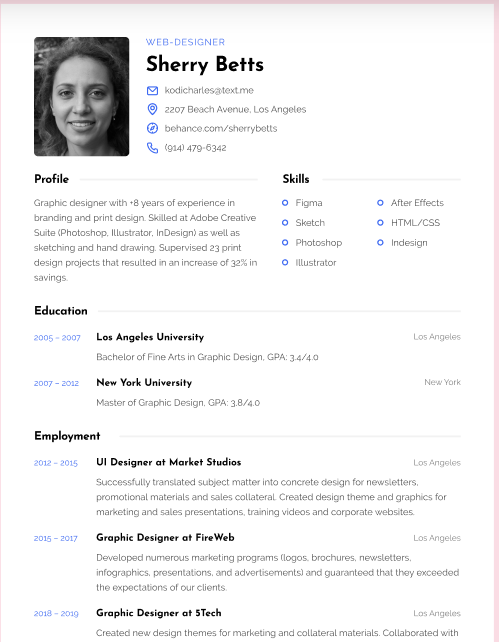 WEB-DESIGNER
Sherry Betts
kodicharles@text.me
2207 Beach Avenue, Los Angeles
behance.com/sherrybetts
(914) 479-6342
Profile
Graphic designer with +8 years of experience in
branding and print design. Skilled at Adobe Creative
Suite (Photoshop, Illustrator, InDesign) as well as
sketching and hand drawing. Supervised 23 print
design projects that resulted in an increase of 32% in
savings.
Skills
Figma
Sketch
Photoshop
Illustrator
After Effects
HTML/CSS
Indesign
Education
2005 – 2007 Los Angeles University Los Angeles
Bachelor of Fine Arts in Graphic Design, GPA: 3.4/4.0
2007 – 2012 New York University New York
Master of Graphic Design, GPA: 3.8/4.0
Employment
2012 – 2015 UI Designer at Market Studios Los Angeles
Successfully translated subject matter into concrete design for newsletters,
promotional materials and sales collateral. Created design theme and graphics for
marketing and sales presentations, training videos and corporate websites.
2015 – 2017 Graphic Designer at FireWeb Los Angeles
Developed numerous marketing programs (logos, brochures, newsletters,
infographics, presentations, and advertisements) and guaranteed that they exceeded
the expectations of our clients.
2018 – 2019 Graphic Designer at 5Tech Los Angeles
Created new design themes for marketing and collateral materials. Collaborated with